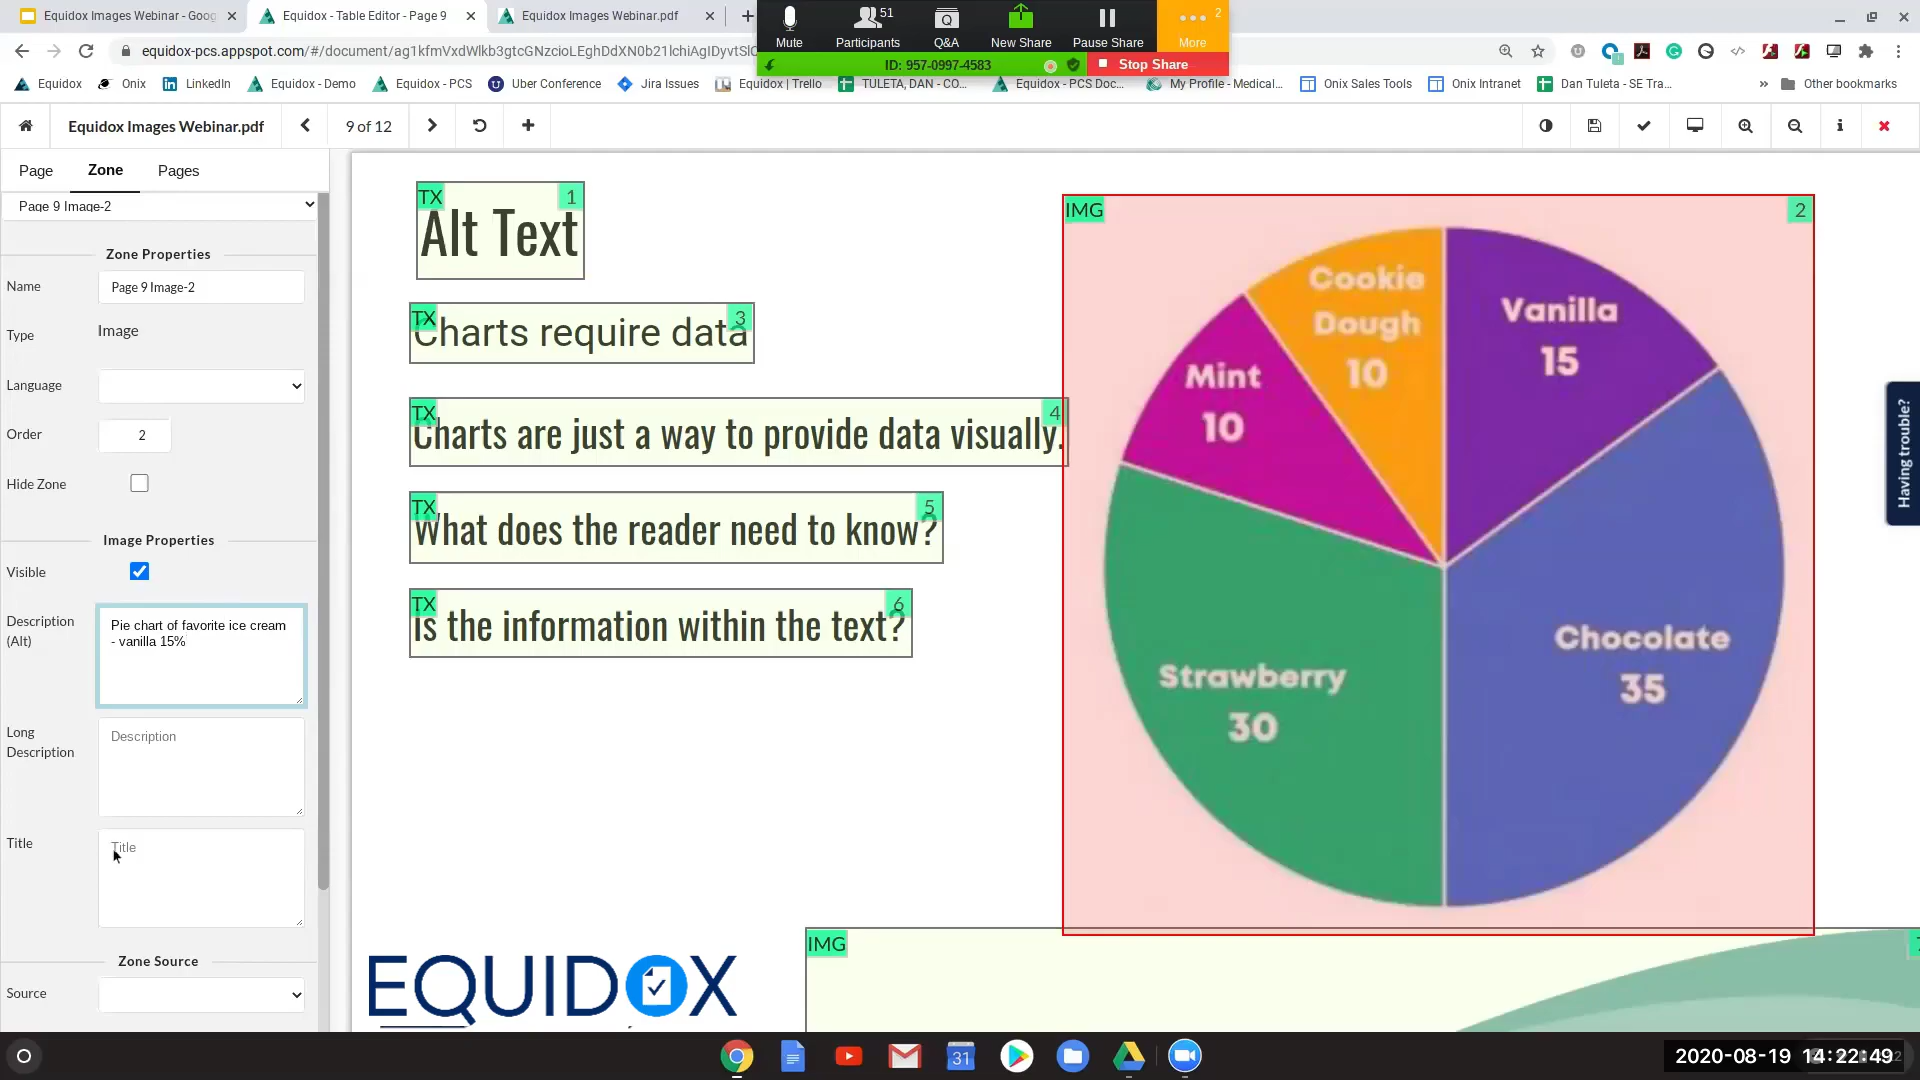 Equidox Images Webinar - Goog
Equidox - Table Editor - Page 9
Equidox Images Webinar.pdf
51
2
Mute
Participants
Q&A
New Share
Pause Share
More
ID: 957-0997-4583
Stop Share
equidox-pcs.appspot.com/#/document/ag1kfmVxdWlkb3gtcGNzcioLEghDdXN0b21lchiAgIDyvtSlC
Equidox
Onix
LinkedIn
Equidox - Demo
Equidox - PCS
Uber Conference
Jira Issues
Equidox | Trello
TULETA, DAN - CO...
Equidox - PCS Doc...
My Profile - Medical...
Onix Sales Tools
Onix Intranet
Dan Tuleta - SE Tra...
Other bookmarks
Equidox Images Webinar.pdf
9 of 12
Page
Zone
Pages
Page 9 Image-2
Zone Properties
Name
Page 9 Image-2
Type
Image
Language
Order
2
Hide Zone
Image Properties
Visible
Description
(Alt)
Pie chart of favorite ice cream
- vanilla 15%
Long
Description
Description
Title
Title
Zone Source
Source
TX 1
Alt Text
TX 3
Charts require data
TX 4
Charts are just a way to provide data visually.
TX 5
What does the reader need to know?
TX 6
Is the information within the text?
IMG 2
Cookie
Dough
10
Vanilla
15
Mint
10
Chocolate
35
Strawberry
30
Having trouble?
EQUIDOX
IMG
31
2020-08-19 14:22:49